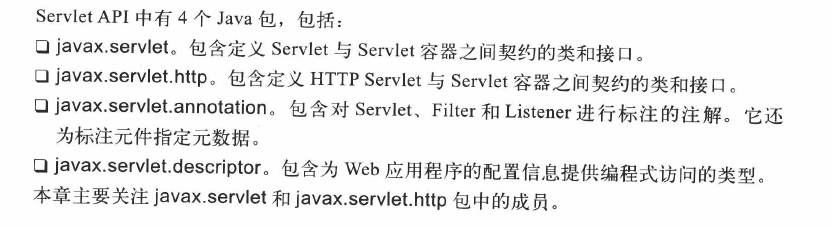 Servlet API 中有 4 个 Java 包，包括：
❑ javax.servlet。包含定义 Servlet 与 Servlet 容器之间契约的类和接口。
❑ javax.servlet.http。包含定义 HTTP Servlet 与 Servlet 容器之间契约的类和接口。
❑ javax.servlet.annotation。包含对 Servlet、Filter 和 Listener 进行标注的注解。它还
为标注元件指定元数据。
❑ javax.servlet.descriptor。包含为 Web 应用程序的配置信息提供编程式访问的类型。
本章主要关注 javax.servlet 和 javax.servlet.http 包中的成员。